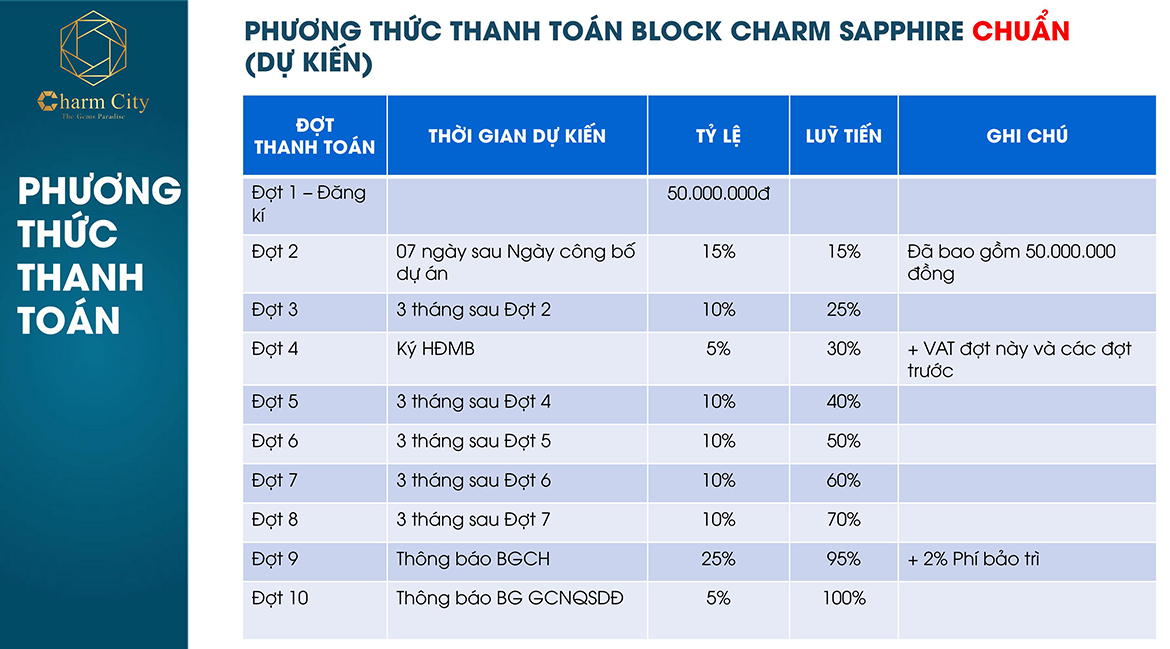 Charm City
The Gems Paradise
PHƯƠNG
THỨC
THANH
TOÁN
PHƯƠNG THỨC THANH TOÁN BLOCK CHARM SAPPHIRE CHUẨN
(DỰ KIẾN)
ĐỢT
THANH TOÁN
THỜI GIAN DỰ KIẾN
TỶ LỆ
LUỸ TIẾN
GHI CHÚ
Đợt 1 – Đăng
kí
50.000.000đ
Đợt 2
07 ngày sau Ngày công bố
dự án
15%
15%
Đã bao gồm 50.000.000
đồng
Đợt 3
3 tháng sau Đợt 2
10%
25%
Đợt 4
Ký HĐMB
5%
30%
+ VAT đợt này và các đợt
trước
Đợt 5
3 tháng sau Đợt 4
10%
40%
Đợt 6
3 tháng sau Đợt 5
10%
50%
Đợt 7
3 tháng sau Đợt 6
10%
60%
Đợt 8
3 tháng sau Đợt 7
10%
70%
Đợt 9
Thông báo BGCH
25%
95%
+ 2% Phí bảo trì
Đợt 10
Thông báo BG GCNQSDĐ
5%
100%